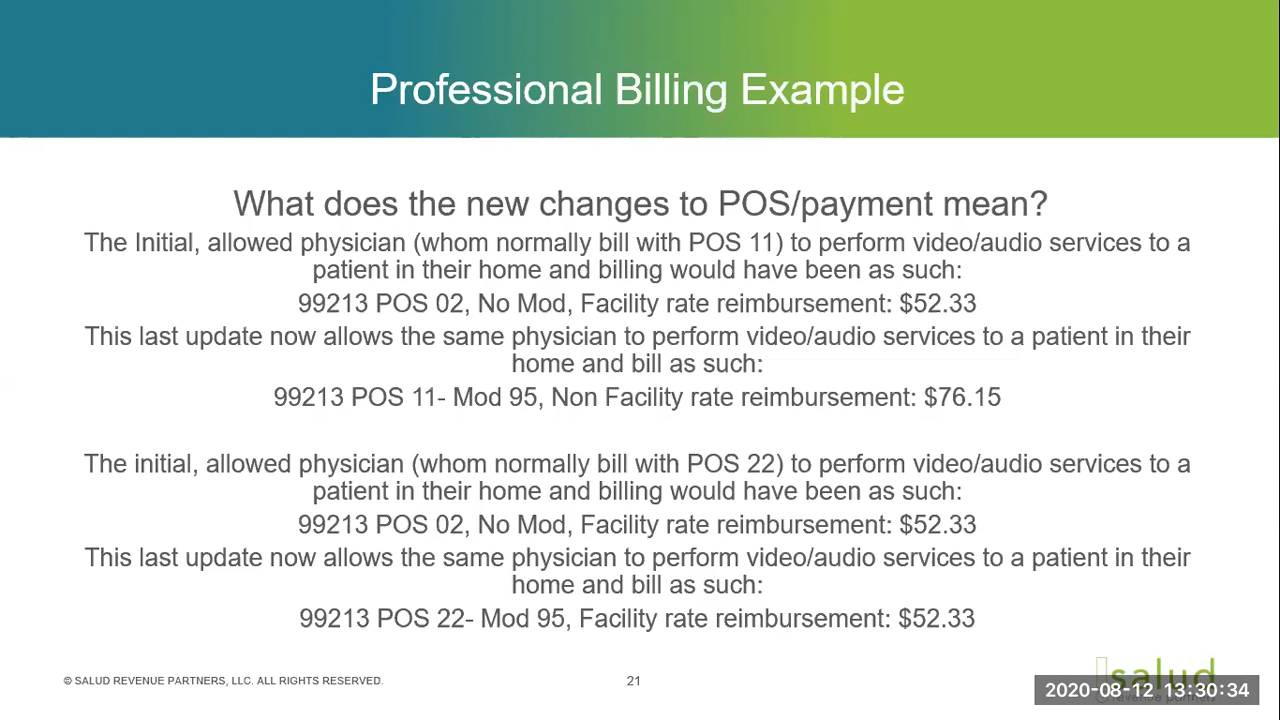 Professional Billing Example
What does the new changes to POS/payment mean?
The Initial, allowed physician (whom normally bill with POS 11) to perform video/audio services to a
patient in their home and billing would have been as such:
99213 POS 02, No Mod, Facility rate reimbursement: $52.33
This last update now allows the same physician to perform video/audio services to a patient in their
home and bill as such:
99213 POS 11- Mod 95, Non Facility rate reimbursement: $76.15
The initial, allowed physician (whom normally bill with POS 22) to perform video/audio services to a
patient in their home and billing would have been as such:
99213 POS 02, No Mod, Facility rate reimbursement: $52.33
This last update now allows the same physician to perform video/audio services to a patient in their
home and bill as such:
99213 POS 22- Mod 95, Facility rate reimbursement: $52.33
© SALUD REVENUE PARTNERS, LLC. ALL RIGHTS RESERVED.
21
salud
2020-08-12 13:30:34